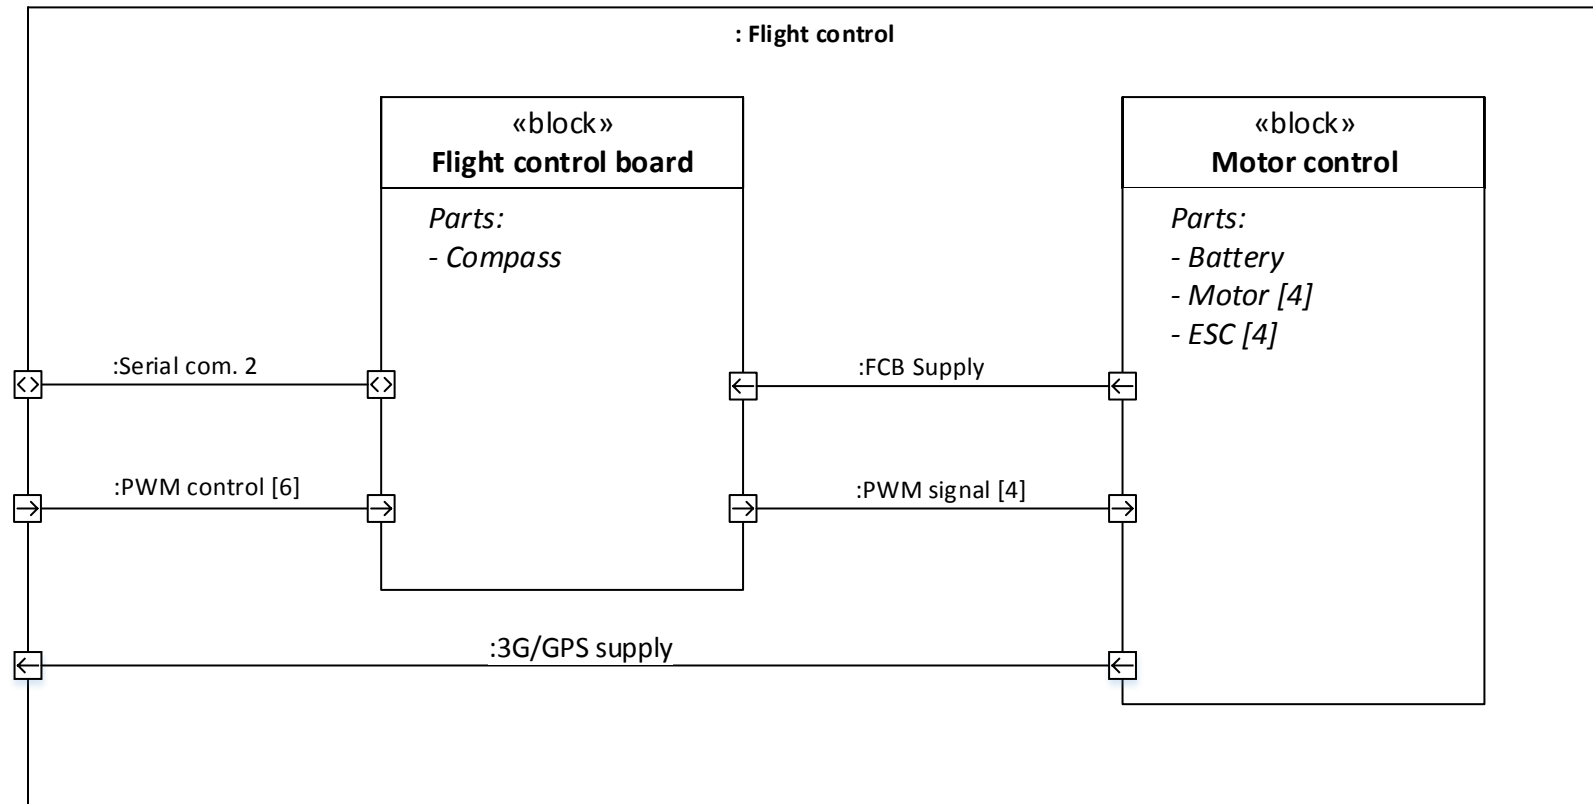 : Flight control
«block»
Flight control board
Parts:
- Compass
«block»
Motor control
Parts:
- Battery
- Motor [4]
- ESC [4]
:Serial com. 2
:FCB Supply
:PWM control [6]
:PWM signal [4]
:3G/GPS supply